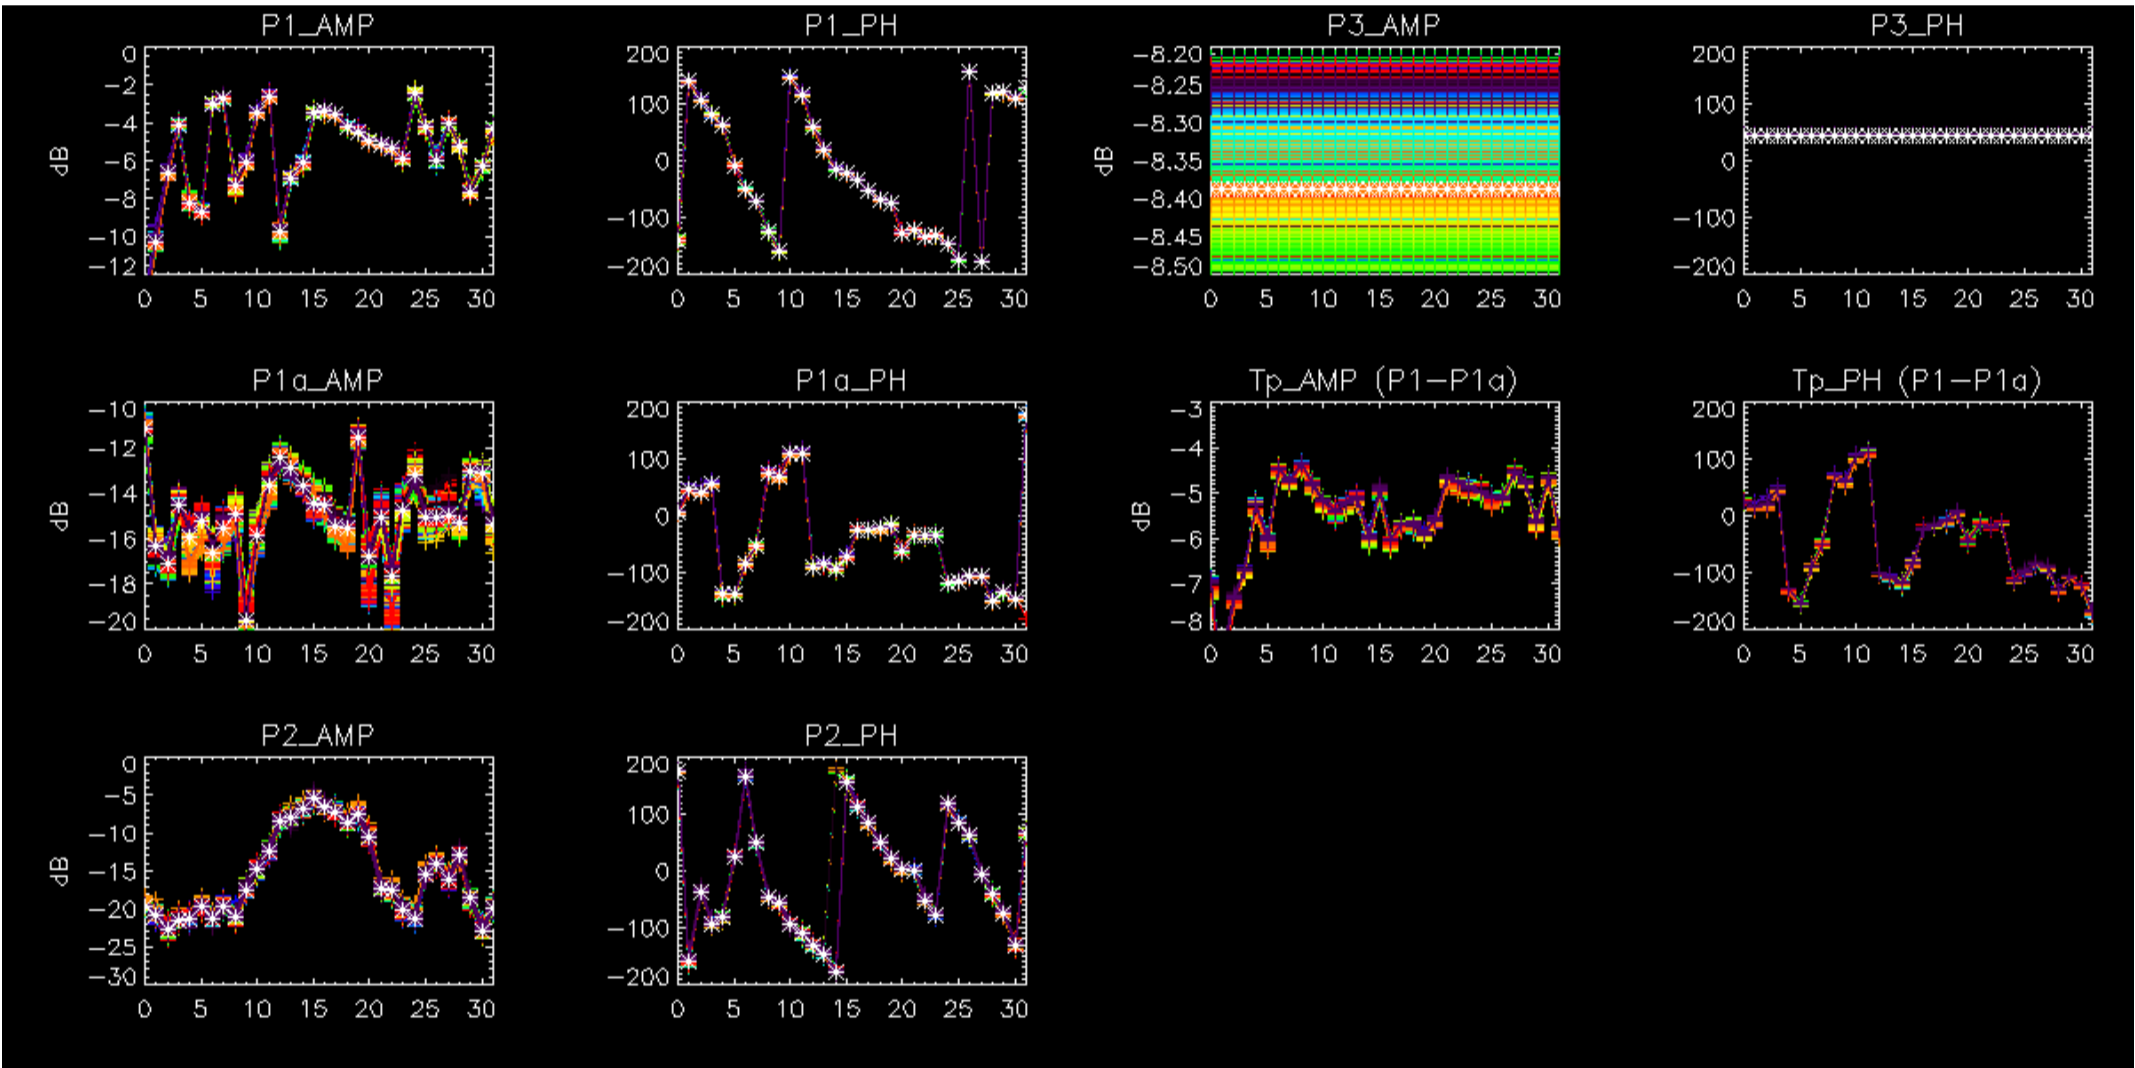 P1_AMP
dB
0
-2
-4
-6
-8
-10
-12
0 5 10 15 20 25 30
P1_PH
200
100
0
-100
-200
0 5 10 15 20 25 30
P3_AMP
dB
-8.20
-8.25
-8.30
-8.35
-8.40
-8.45
-8.50
0 5 10 15 20 25 30
P3_PH
200
100
0
-100
-200
0 5 10 15 20 25 30
P1a_AMP
dB
-10
-12
-14
-16
-18
-20
0 5 10 15 20 25 30
P1a_PH
200
100
0
-100
-200
0 5 10 15 20 25 30
Tp_AMP (P1-P1a)
dB
-3
-4
-5
-6
-7
-8
0 5 10 15 20 25 30
Tp_PH (P1-P1a)
200
100
0
-100
-200
0 5 10 15 20 25 30
P2_AMP
dB
0
-5
-10
-15
-20
-25
-30
0 5 10 15 20 25 30
P2_PH
200
100
0
-100
-200
0 5 10 15 20 25 30